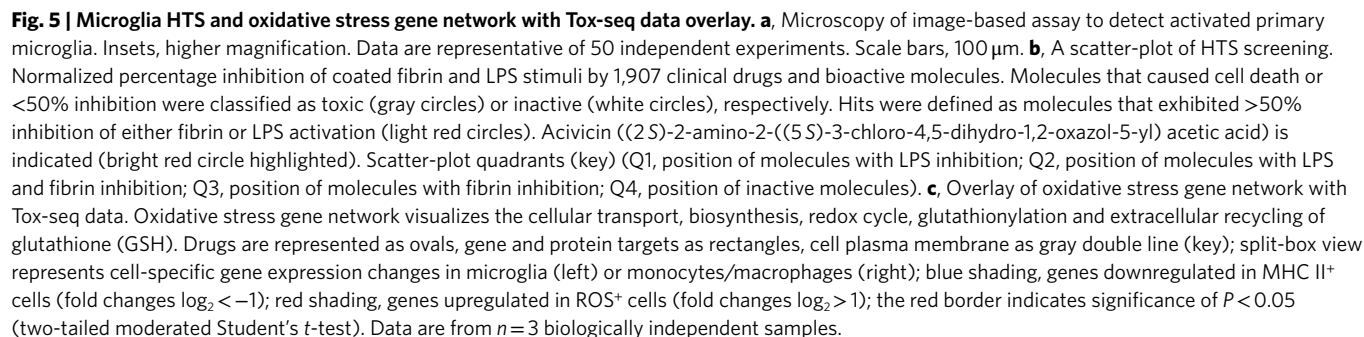 Fig. 5 | Microglia HTS and oxidative stress gene network with Tox-seq data overlay. a, Microscopy of image-based assay to detect activated primary
microglia. Insets, higher magnification. Data are representative of 50 independent experiments. Scale bars, 100 μm. b, A scatter-plot of HTS screening.
Normalized percentage inhibition of coated fibrin and LPS stimuli by 1,907 clinical drugs and bioactive molecules. Molecules that caused cell death or
<50% inhibition were classified as toxic (gray circles) or inactive (white circles), respectively. Hits were defined as molecules that exhibited >50%
inhibition of either fibrin or LPS activation (light red circles). Acivicin ((2 S)-2-amino-2-((5 S)-3-chloro-4,5-dihydro-1,2-oxazol-5-yl) acetic acid) is
indicated (bright red circle highlighted). Scatter-plot quadrants (key) (Q1, position of molecules with LPS inhibition; Q2, position of molecules with LPS
and fibrin inhibition; Q3, position of molecules with fibrin inhibition; Q4, position of inactive molecules). c, Overlay of oxidative stress gene network with
Tox-seq data. Oxidative stress gene network visualizes the cellular transport, biosynthesis, redox cycle, glutathionylation and extracellular recycling of
glutathione (GSH). Drugs are represented as ovals, gene and protein targets as rectangles, cell plasma membrane as gray double line (key); split-box view
represents cell-specific gene expression changes in microglia (left) or monocytes/macrophages (right); blue shading, genes downregulated in MHC II⁺
cells (fold changes log₂ < −1); red shading, genes upregulated in ROS⁺ cells (fold changes log₂ > 1); the red border indicates significance of P < 0.05
(two-tailed moderated Student's t-test). Data are from n = 3 biologically independent samples.